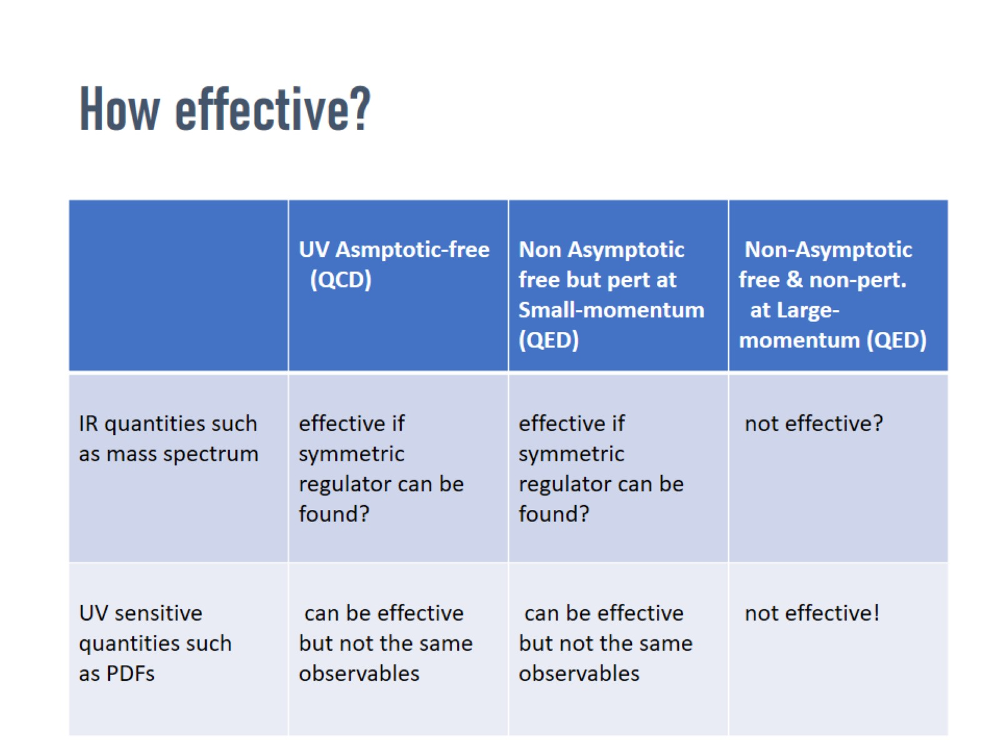 How effective?
UV Asmptotic-free
(QCD)
Non Asymptotic
free but pert at
Small-momentum
(QED)
Non-Asymptotic
free & non-pert.
at Large-
momentum (QED)
IR quantities such
as mass spectrum
effective if
symmetric
regulator can be
found?
effective if
symmetric
regulator can be
found?
not effective?
UV sensitive
quantities such
as PDFs
can be effective
but not the same
observables
can be effective
but not the same
observables
not effective!